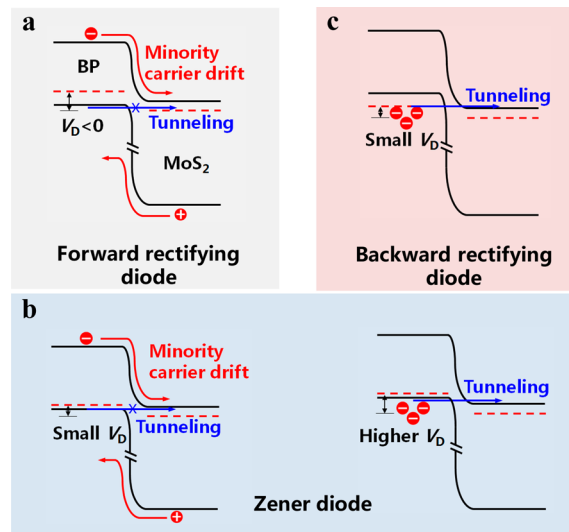 a
Minority
carrier drift
BP
Tunneling
V_D<0
MoS₂
Forward rectifying
diode
c
Tunneling
Small V_D
Backward rectifying
diode
b
Minority
carrier drift
Tunneling
Small V_D
Tunneling
Higher V_D
Zener diode